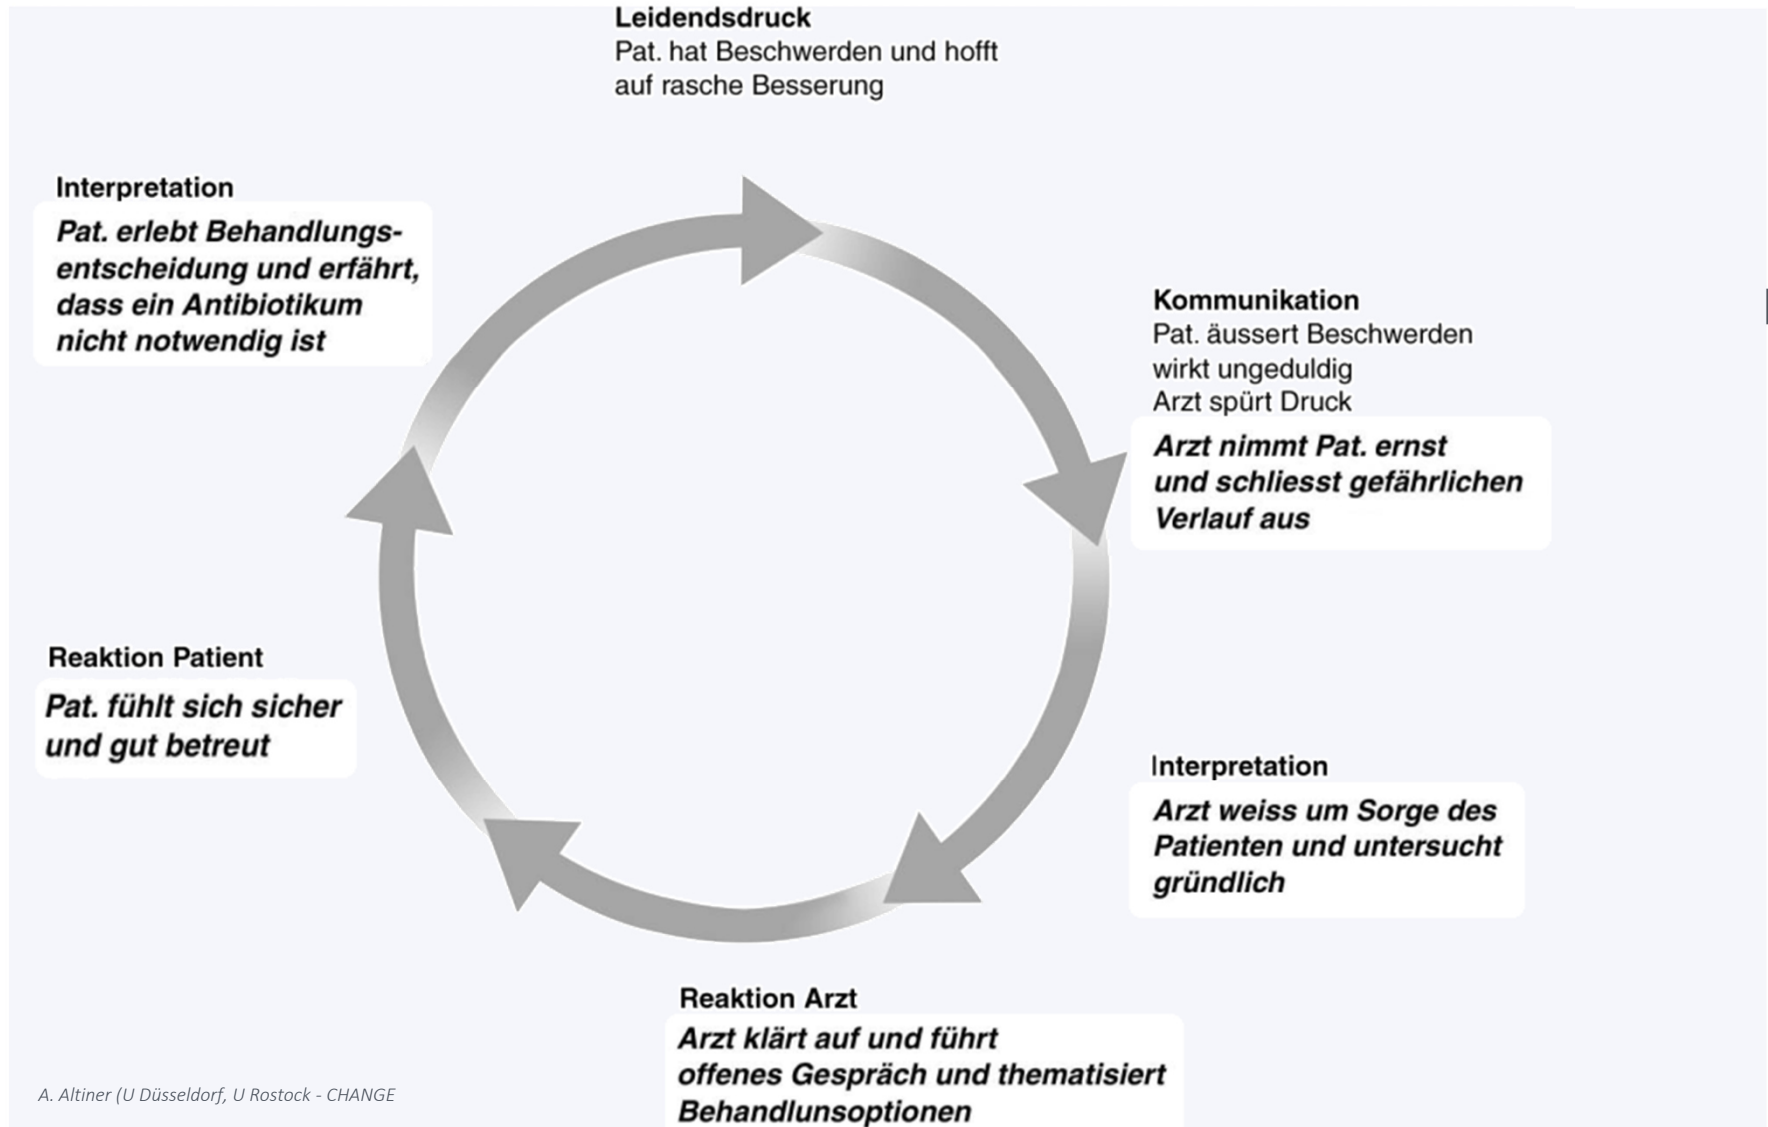 Leidendsdruck
Pat. hat Beschwerden und hofft
auf rasche Besserung
Kommunikation
Pat. äussert Beschwerden
wirkt ungeduldig
Arzt spürt Druck
Arzt nimmt Pat. ernst
und schliesst gefährlichen
Verlauf aus
Interpretation
Arzt weiss um Sorge des
Patienten und untersucht
gründlich
Reaktion Arzt
Arzt klärt auf und führt
offenes Gespräch und thematisiert
Behandlunsoptionen
Reaktion Patient
Pat. fühlt sich sicher
und gut betreut
Interpretation
Pat. erlebt Behandlungs-
entscheidung und erfährt,
dass ein Antibiotikum
nicht notwendig ist
A. Altiner (U Düsseldorf, U Rostock - CHANGE